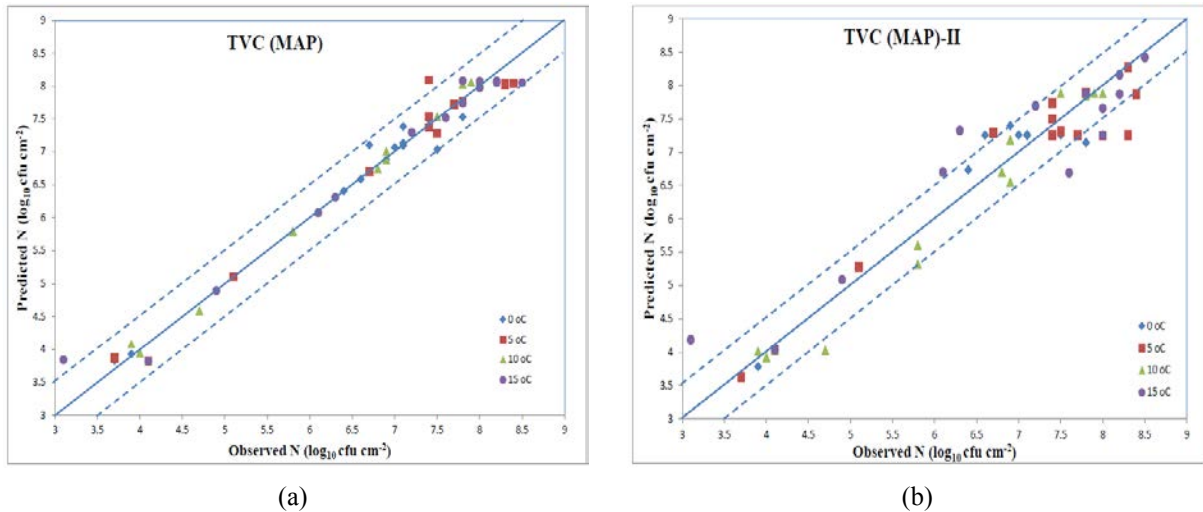 TVC (MAP)
Predicted N (log10 cfu cm-2)
9
8.5
8
7.5
7
6.5
6
5.5
5
4.5
4
3.5
3
0 oC
5 oC
10 oC
15 oC
3 3.5 4 4.5 5 5.5 6 6.5 7 7.5 8 8.5 9
Observed N (log10 cfu cm-2)
(a)
TVC (MAP)-II
Predicted N (log10 cfu cm-2)
9
8.5
8
7.5
7
6.5
6
5.5
5
4.5
4
3.5
3
0 oC
5 oC
10 oC
15 oC
3 3.5 4 4.5 5 5.5 6 6.5 7 7.5 8 8.5 9
Observed N (log10 cfu cm-2)
(b)